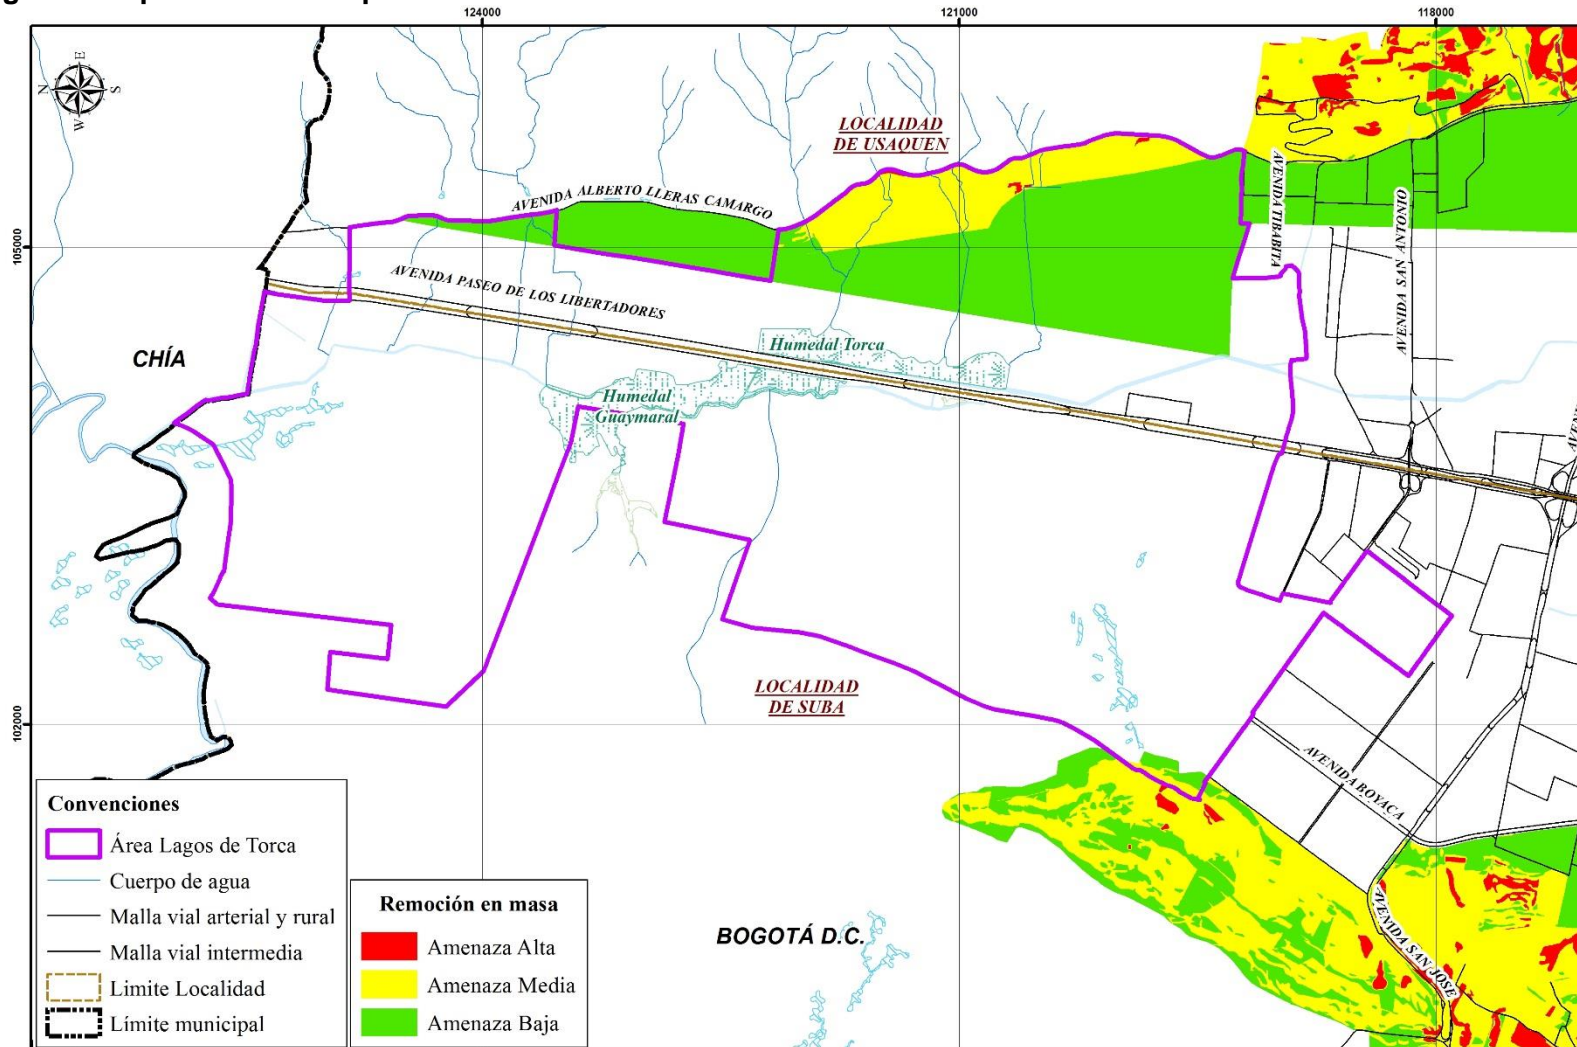 124000
121000
118000
E
N
S
W
LOCALIDAD
DE USAQUEN
AVENIDA ALBERTO LLERAS CAMARGO
AVENIDA TIBABITA
AVENIDA SAN ANTONIO
105000
AVENIDA PASEO DE LOS LIBERTADORES
CHÍA
Humedal Torca
Humedal
Guaymaral
LOCALIDAD
DE SUBA
102000
AVENIDA BOYACA
AVENIDA SAN JOSE
BOGOTÁ D.C.
Convenciones
Área Lagos de Torca
Cuerpo de agua
Malla vial arterial y rural
Malla vial intermedia
Limite Localidad
Límite municipal
Remoción en masa
Amenaza Alta
Amenaza Media
Amenaza Baja